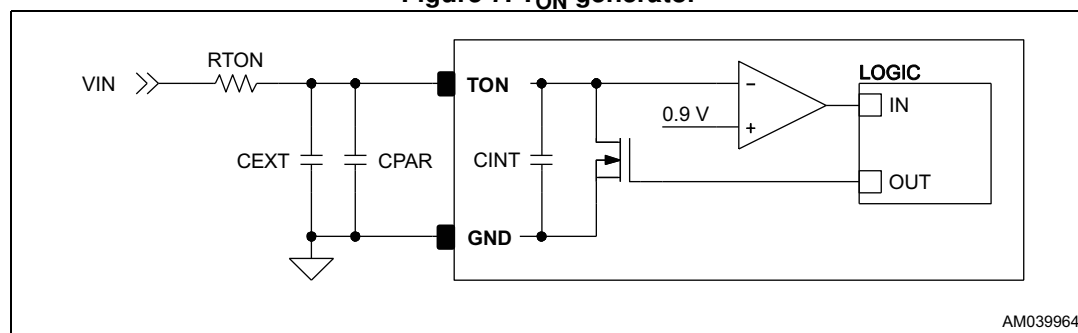 Figure 7. TON generator
VIN
RTON
CEXT
CPAR
TON
GND
CINT
0.9 V
-
+
LOGIC
IN
OUT
AM039964